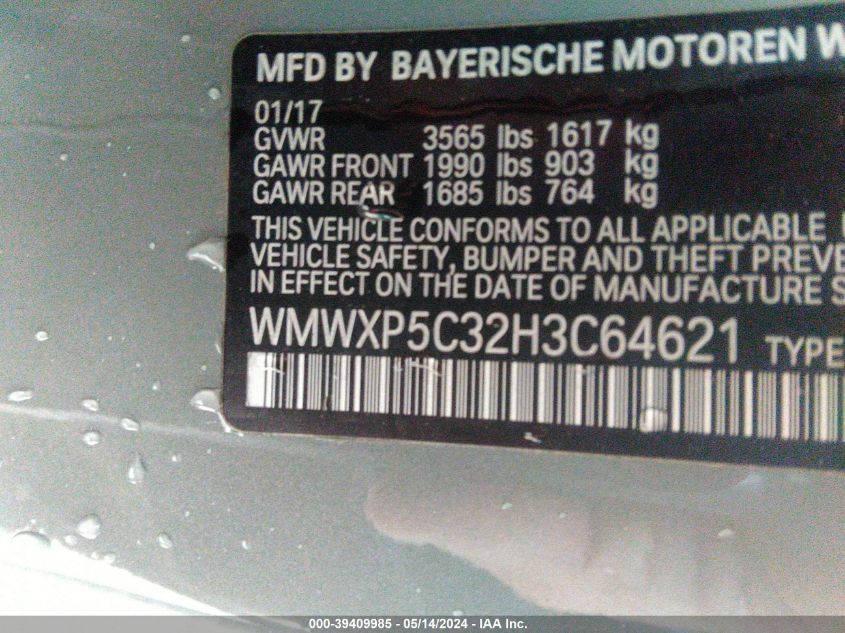 MFD BY BAYERISCHE MOTOREN W
01/17
GVWR 3565 lbs 1617 kg
GAWR FRONT 1990 lbs 903 kg
GAWR REAR 1685 lbs 764 kg
THIS VEHICLE CONFORMS TO ALL APPLICABLE
VEHICLE SAFETY, BUMPER AND THEFT PREVE
IN EFFECT ON THE DATE OF MANUFACTURE S
WMWXP5C32H3C64621 TYPE
000-39409985 - 05/14/2024 - IAA Inc.